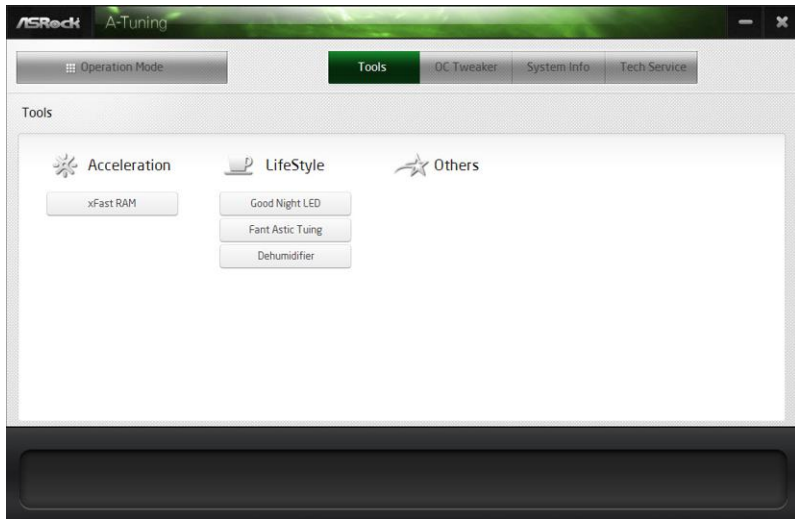 ASRock A-Tuning
Operation Mode Tools OC Tweaker System Info Tech Service
Tools
Acceleration LifeStyle Others
xFast RAM Good Night LED
Fant Astic Tuing
Dehumidifier